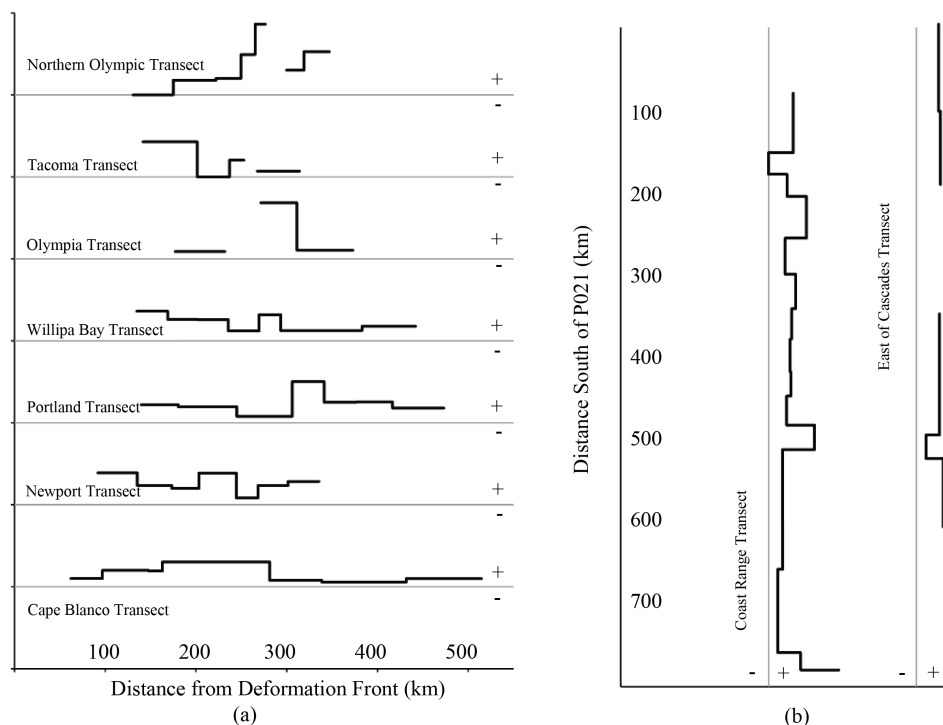 Northern Olympic Transect
+
-
Tacoma Transect
+
-
Olympia Transect
+
-
Willipa Bay Transect
+
-
Portland Transect
+
-
Newport Transect
+
-
+
-
Cape Blanco Transect
100 200 300 400 500
Distance from Deformation Front (km)
(a)
Distance South of P021 (km)
100
200
300
400
500
600
700
Coast Range Transect
East of Cascades Transect
- + - +
(b)